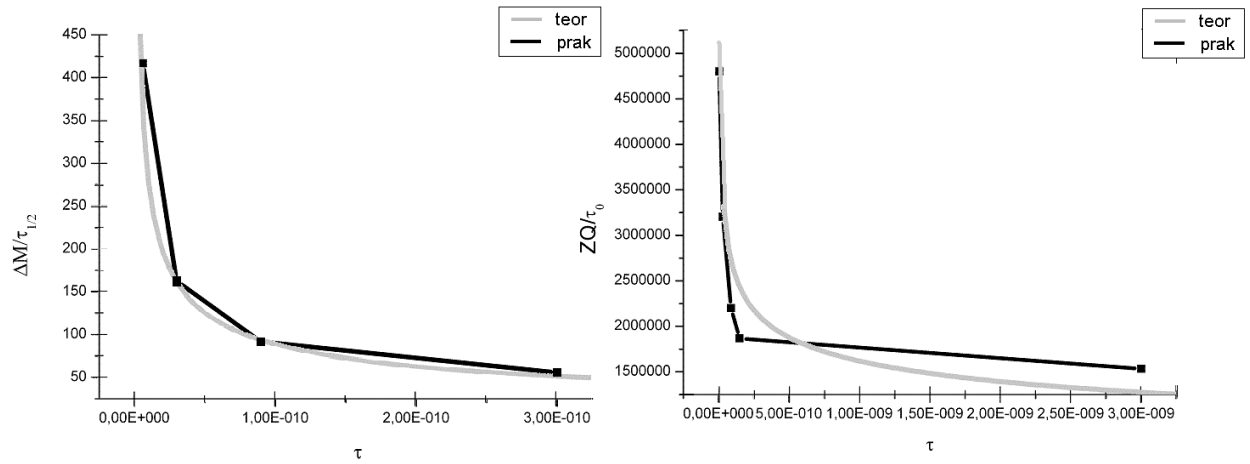 teor
prak
450
400
350
300
250
200
150
100
50
ΔM/τ1/2
0,00E+000 1,00E-010 2,00E-010 3,00E-010
τ
teor
prak
5000000
4500000
4000000
3500000
3000000
2500000
2000000
1500000
ZQ/τ0
0,00E+000 5,00E-010 1,00E-009 1,50E-009 2,00E-009 2,50E-009 3,00E-009
τ